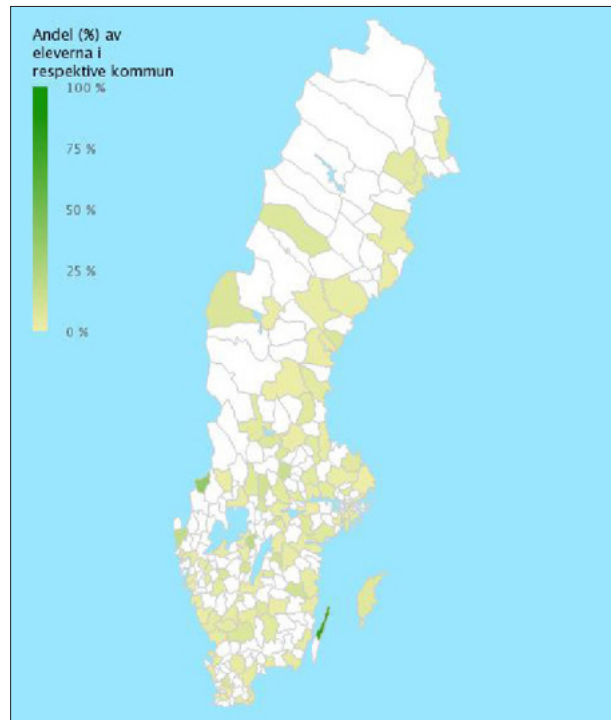 Andel (%) av
eleverna i
respektive kommun
100 %
75 %
50 %
25 %
0 %